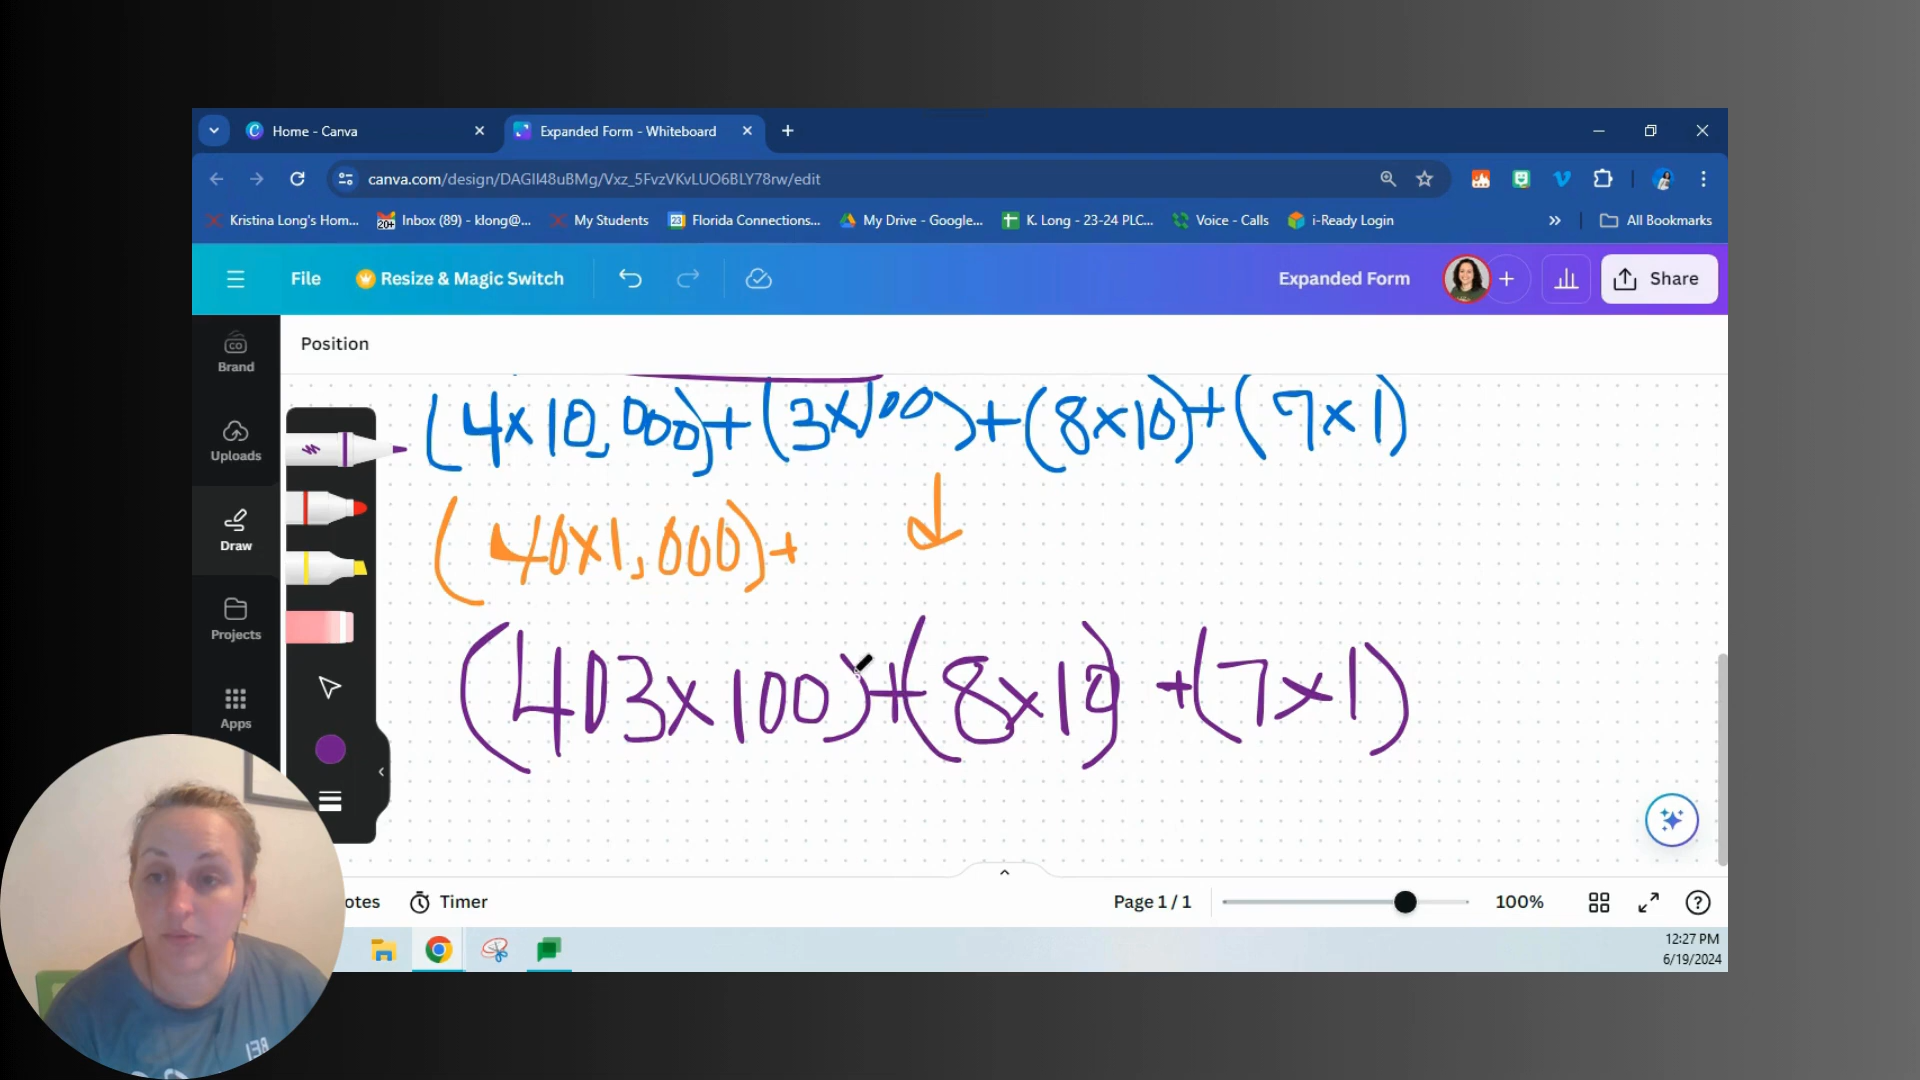 Home - Canva
Expanded Form - Whiteboard
canva.com/design/DAGIl48uBMg/Vxz_5FvzVKvLUO6BLY78rw/edit
Kristina Long's Hom... Inbox (89) - klong@... My Students Florida Connections... My Drive - Google... K. Long - 23-24 PLC... Voice - Calls i-Ready Login » All Bookmarks
File Resize & Magic Switch Expanded Form + Share
Position
Brand
Uploads
Draw
Projects
Apps
(4x10,000)+(3x100)+(8x10)+(7x1)
(40x1,000)+
(403x100)+(8x10)+(7x1)
otes Timer Page 1 / 1 100%
12:27 PM
6/19/2024